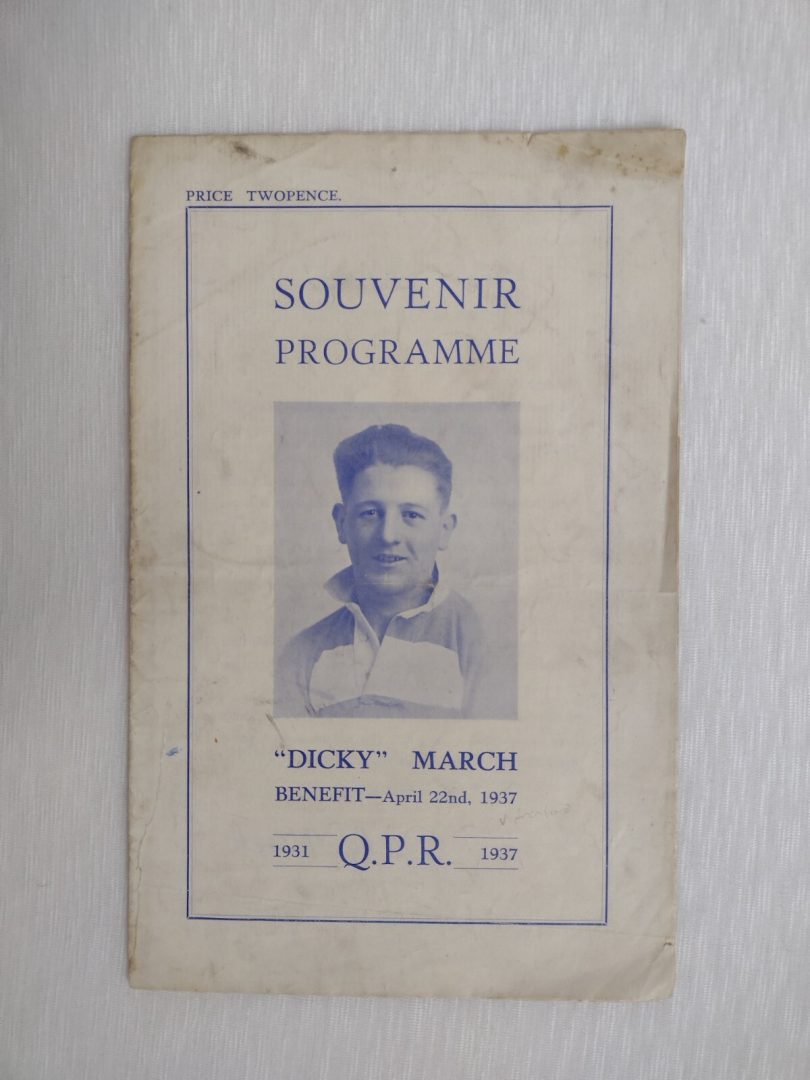 PRICE TWOPENCE.
SOUVENIR
PROGRAMME
“DICKY” MARCH
BENEFIT—April 22nd, 1937
1931 Q.P.R. 1937